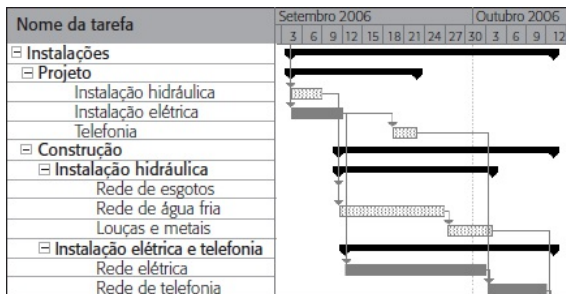 Nome da tarefa
Setembro 2006 Outubro 2006
3 6 9 12 15 18 21 24 27 30 3 6 9 12
Instalações
Projeto
Instalação hidráulica
Instalação elétrica
Telefonia
Construção
Instalação hidráulica
Rede de esgotos
Rede de água fria
Louças e metais
Instalação elétrica e telefonia
Rede elétrica
Rede de telefonia